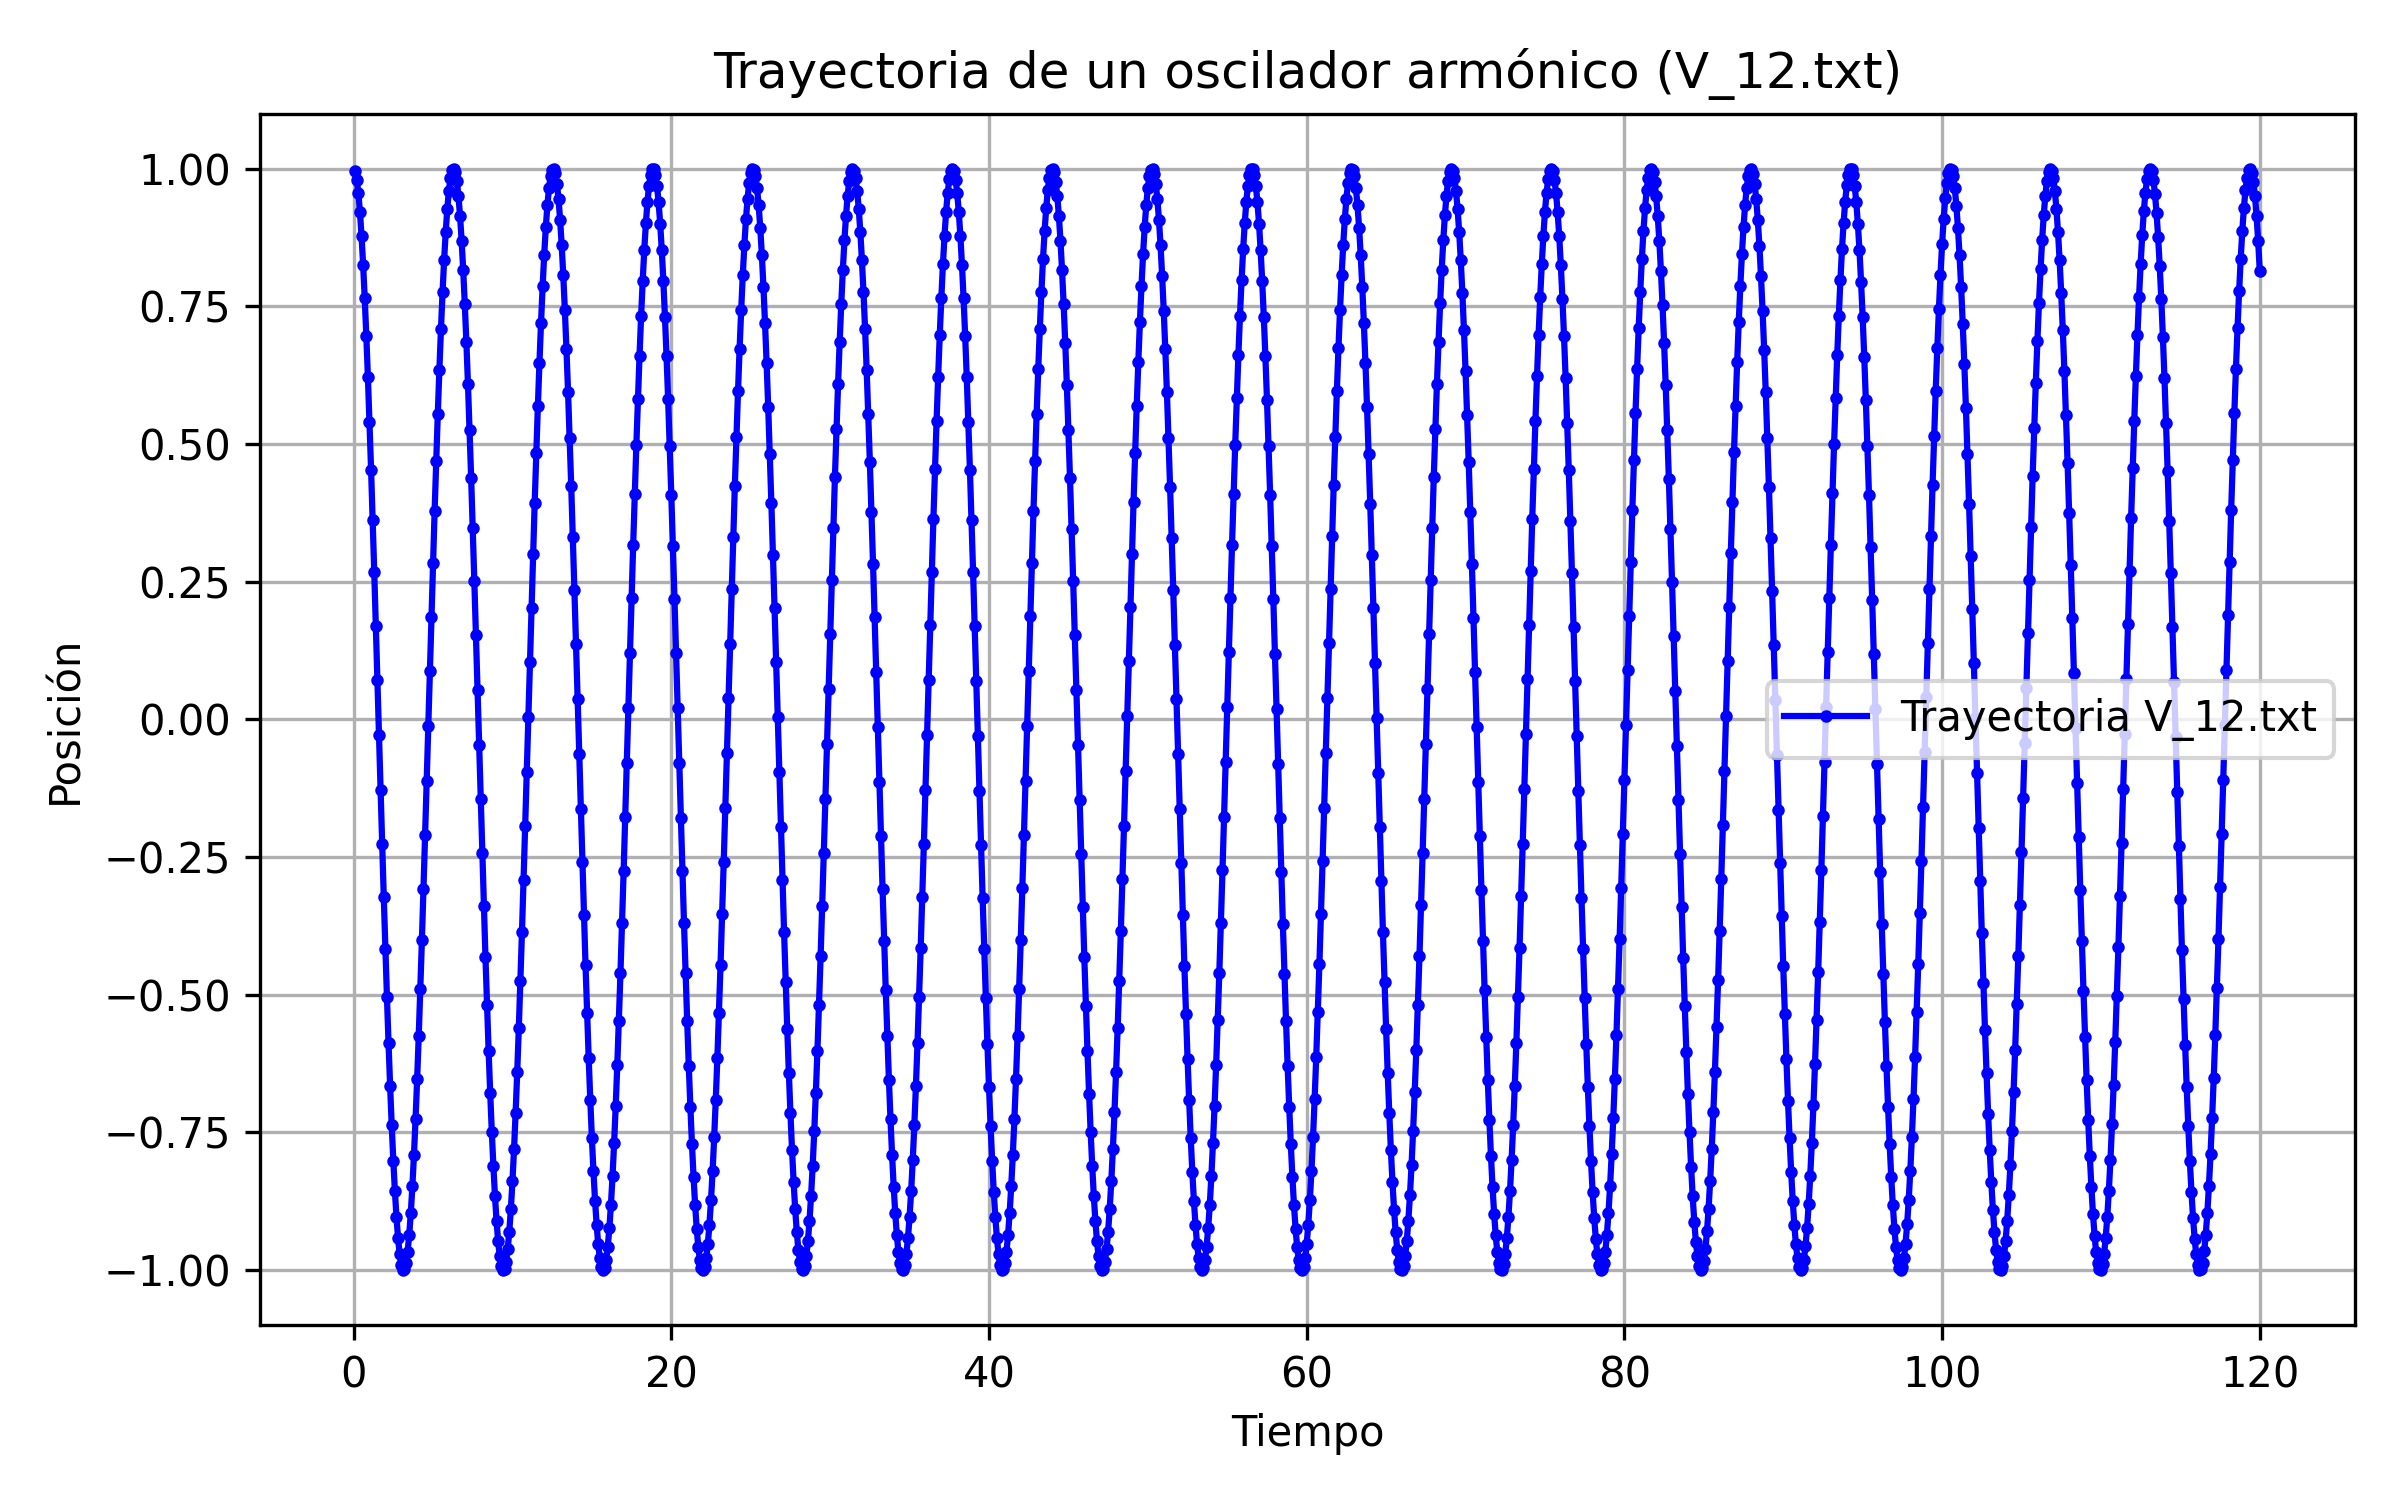 Trayectoria de un oscilador armónico (V_12.txt)
1.00
0.75
0.50
0.25
0.00
−0.25
−0.50
−0.75
−1.00
Posición
Trayectoria V_12.txt
0 20 40 60 80 100 120
Tiempo